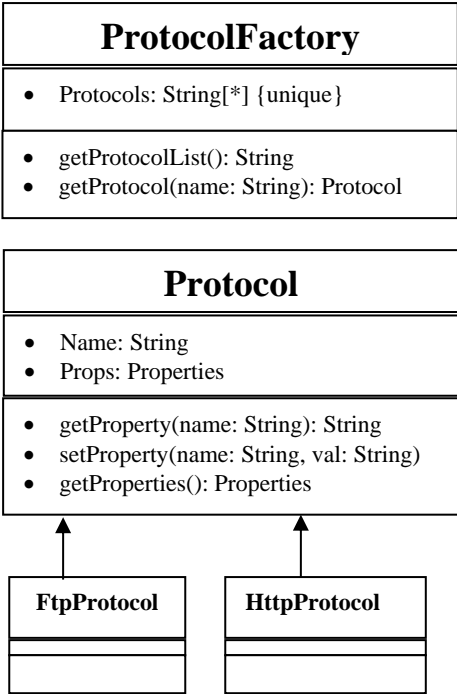 ProtocolFactory
• Protocols: String[*] {unique}
• getProtocolList(): String
• getProtocol(name: String): Protocol
Protocol
• Name: String
• Props: Properties
• getProperty(name: String): String
• setProperty(name: String, val: String)
• getProperties(): Properties
FtpProtocol
HttpProtocol